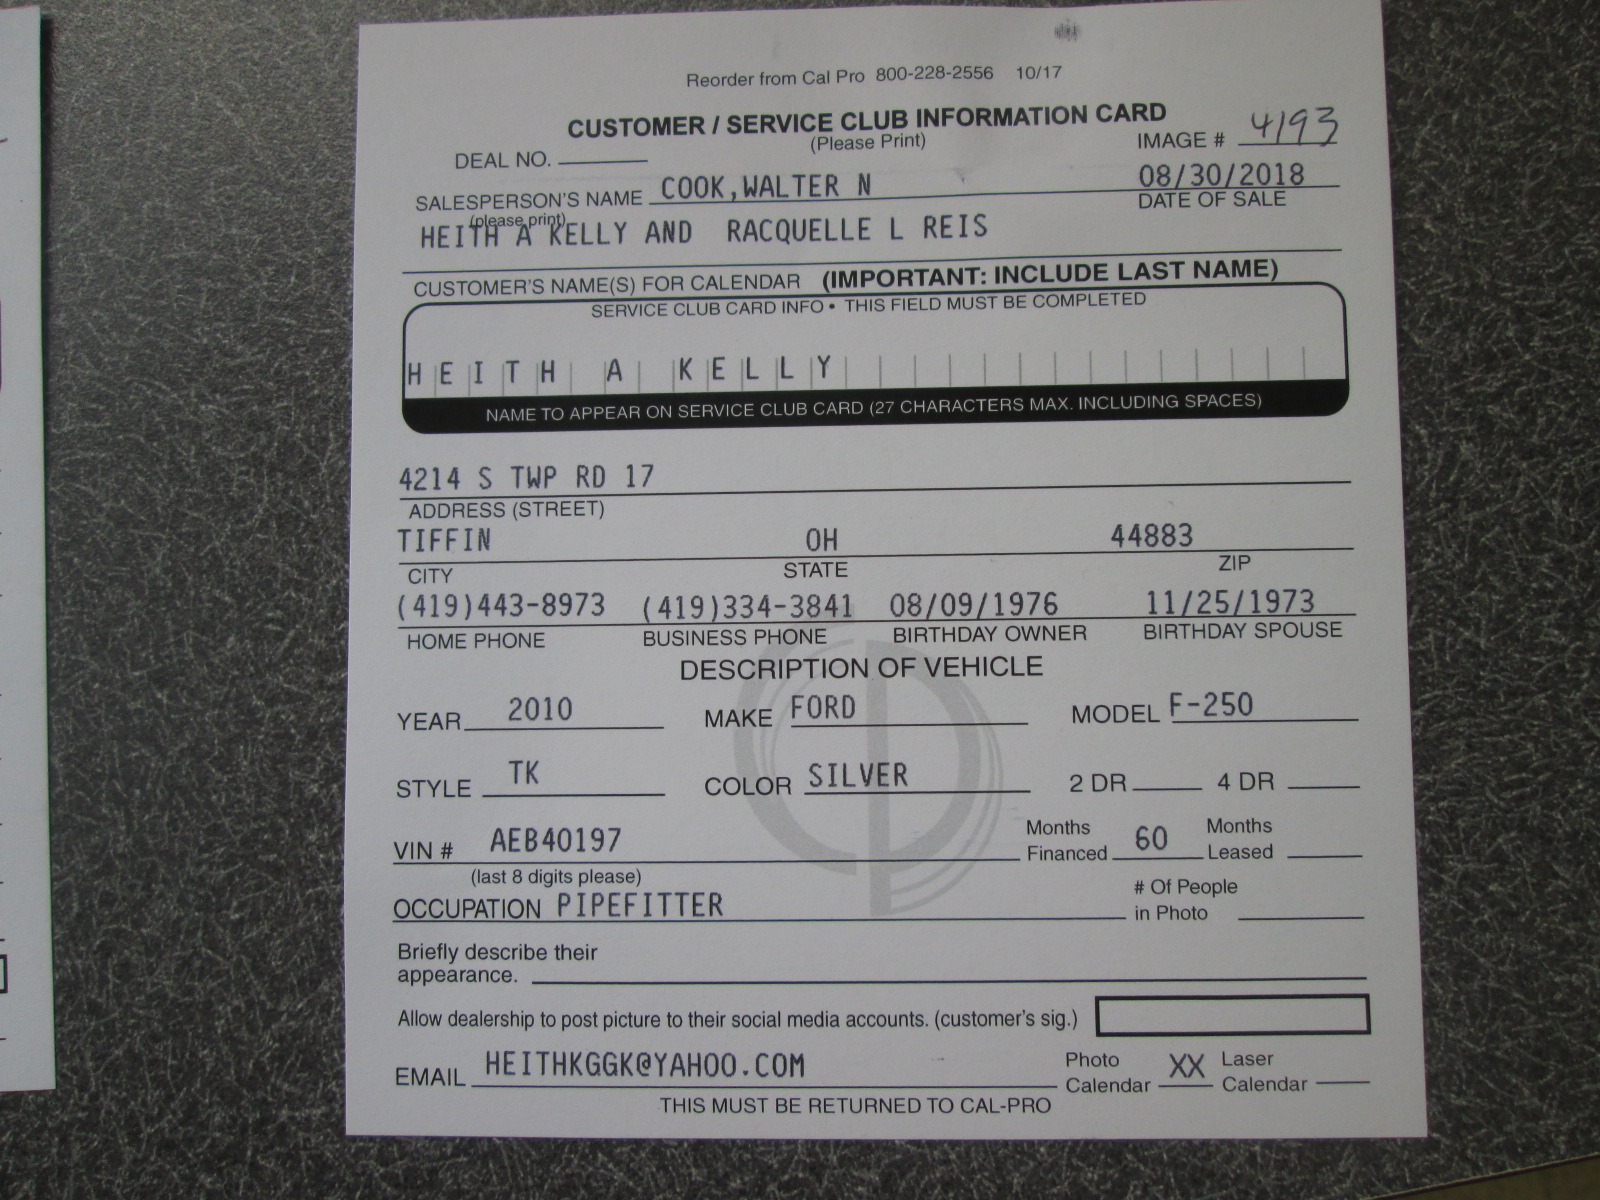 Reorder from Cal Pro 800-228-2556 10/17
CUSTOMER / SERVICE CLUB INFORMATION CARD
(Please Print)
IMAGE # 4193
DEAL NO.
SALESPERSON'S NAME COOK,WALTER N
(please print)
08/30/2018
DATE OF SALE
HEITH A KELLY AND RACQUELLE L REIS
CUSTOMER'S NAME(S) FOR CALENDAR (IMPORTANT: INCLUDE LAST NAME)
SERVICE CLUB CARD INFO • THIS FIELD MUST BE COMPLETED
HEITH A KELLY
NAME TO APPEAR ON SERVICE CLUB CARD (27 CHARACTERS MAX. INCLUDING SPACES)
4214 S TWP RD 17
ADDRESS (STREET)
TIFFIN OH 44883
CITY STATE ZIP
(419)443-8973 (419)334-3841 08/09/1976 11/25/1973
HOME PHONE BUSINESS PHONE BIRTHDAY OWNER BIRTHDAY SPOUSE
DESCRIPTION OF VEHICLE
YEAR 2010 MAKE FORD MODEL F-250
STYLE TK COLOR SILVER 2 DR 4 DR
VIN # AEB40197
(last 8 digits please)
Months Financed 60 Months Leased
OCCUPATION PIPEFITTER
# Of People in Photo
Briefly describe their
appearance.
Allow dealership to post picture to their social media accounts. (customer's sig.)
EMAIL HEITHKGGK@YAHOO.COM
Photo Calendar XX Laser Calendar
THIS MUST BE RETURNED TO CAL-PRO